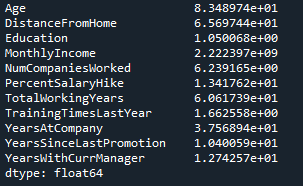 Age 8.348974e+01
DistanceFromHome 6.569744e+01
Education 1.050068e+00
MonthlyIncome 2.222397e+09
NumCompaniesWorked 6.239165e+00
PercentSalaryHike 1.341762e+01
TotalWorkingYears 6.061739e+01
TrainingTimesLastYear 1.662558e+00
YearsAtCompany 3.756894e+01
YearsSinceLastPromotion 1.040059e+01
YearsWithCurrManager 1.274257e+01
dtype: float64